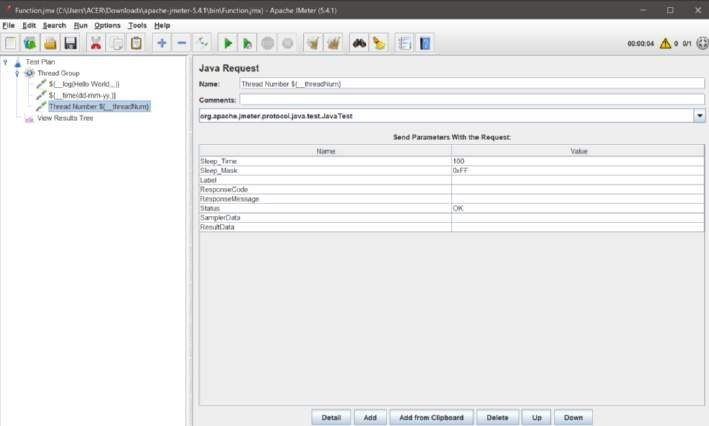 Function.jmx (C:\Users\ACER\Downloads\apache-jmeter-5.4.1\bin\Function.jmx) - Apache JMeter (5.4.1)
File Edit Search Run Options Tools Help
00:00:04 0 0/1
Test Plan
Thread Group
${__log(Hello World,,,)}
${__time(dd-mm-yy,)}
Thread Number ${__threadNum}
View Results Tree
Java Request
Name: Thread Number ${__threadNum}
Comments:
org.apache.jmeter.protocol.java.test.JavaTest
Send Parameters With the Request:
Name: Value
Sleep_Time 100
Sleep_Mask 0xFF
Label
ResponseCode
ResponseMessage
Status OK
SamplerData
ResultData
Detail Add Add from Clipboard Delete Up Down